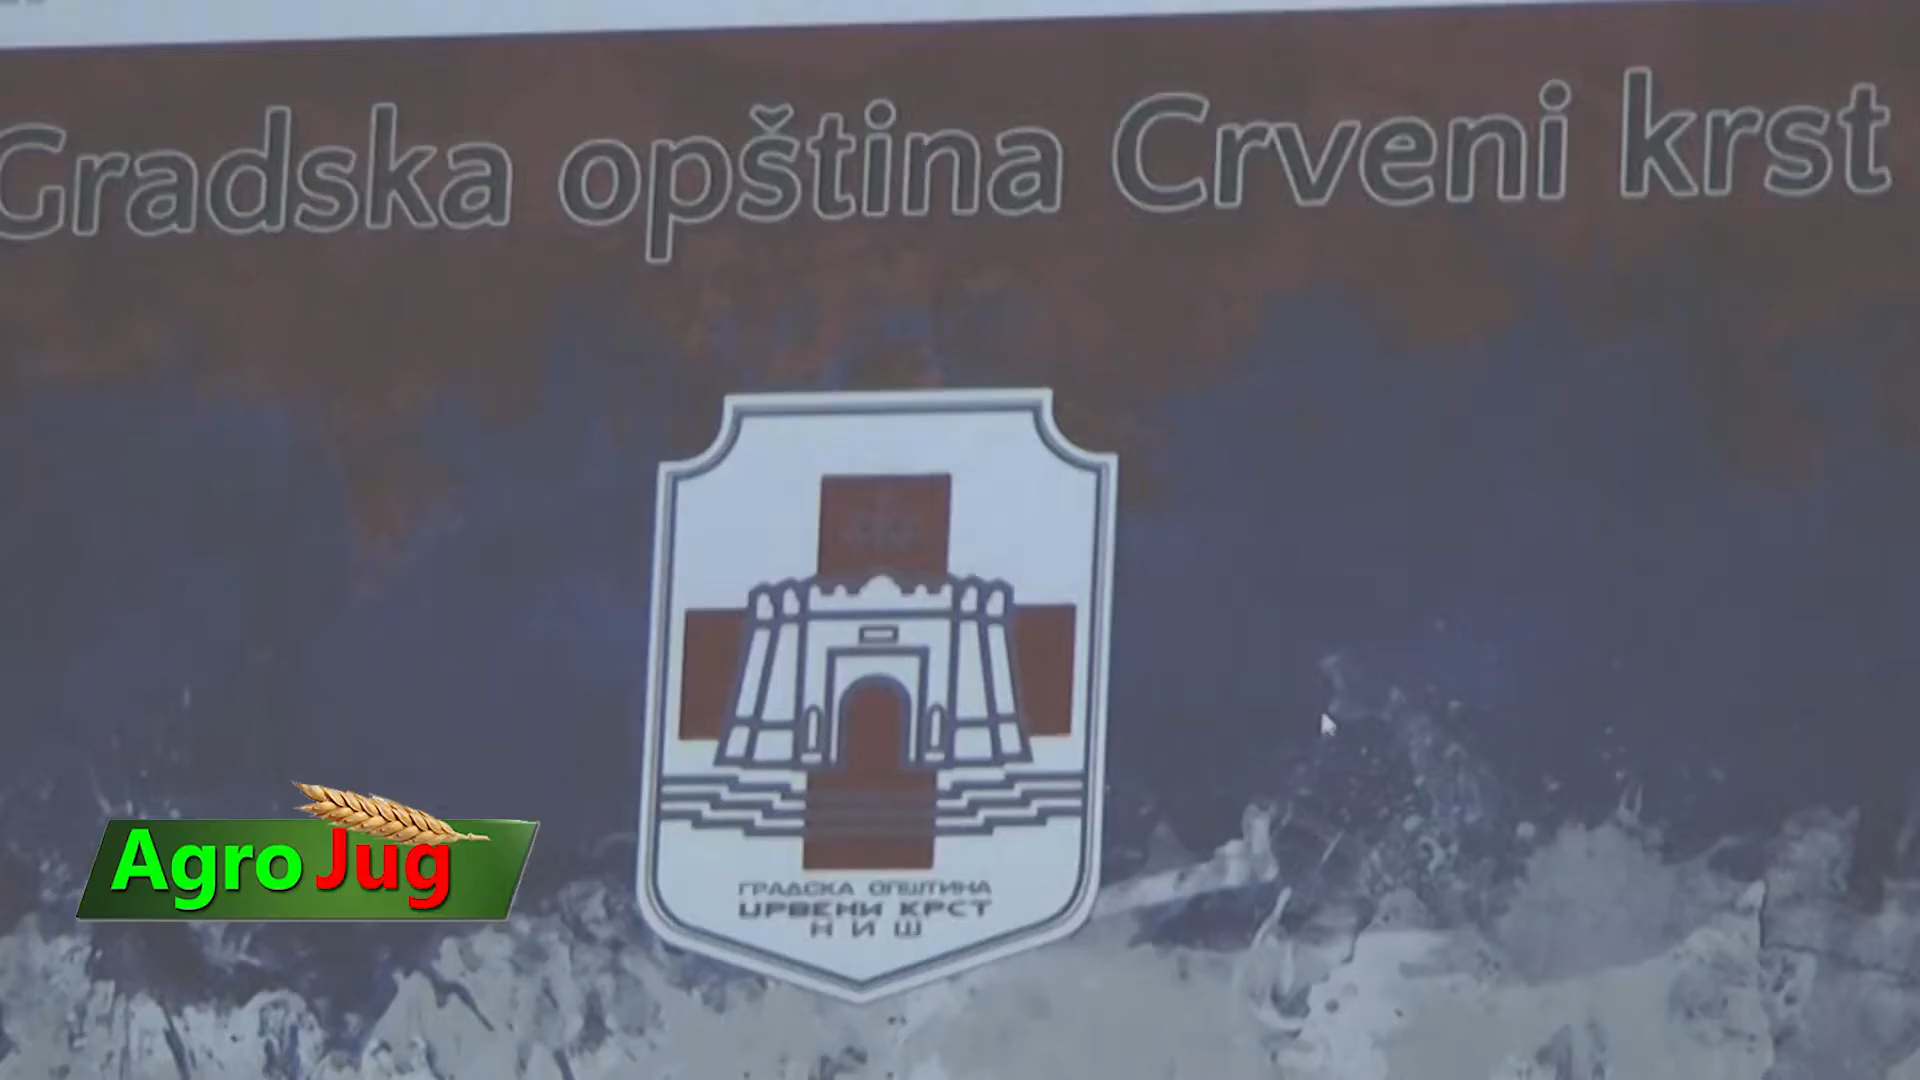 Gradska opština Crveni krst
ГРАДСКА ОПШТИНА
ЦРВЕНИ КРСТ
НИШ
Agro Jug